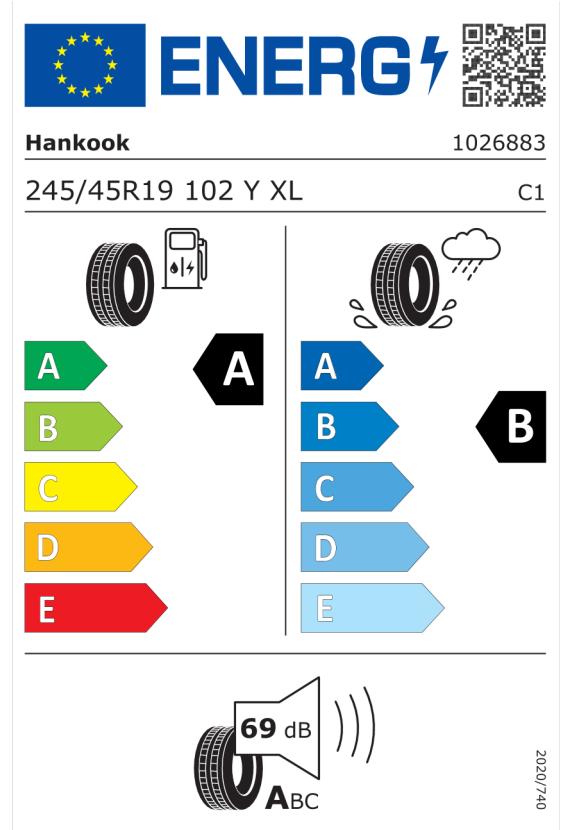 ENERG
Hankook 1026883
245/45R19 102 Y XL C1
A A
B
C
D
E
A
B B
C
D
E
69 dB
ABC
2020/740